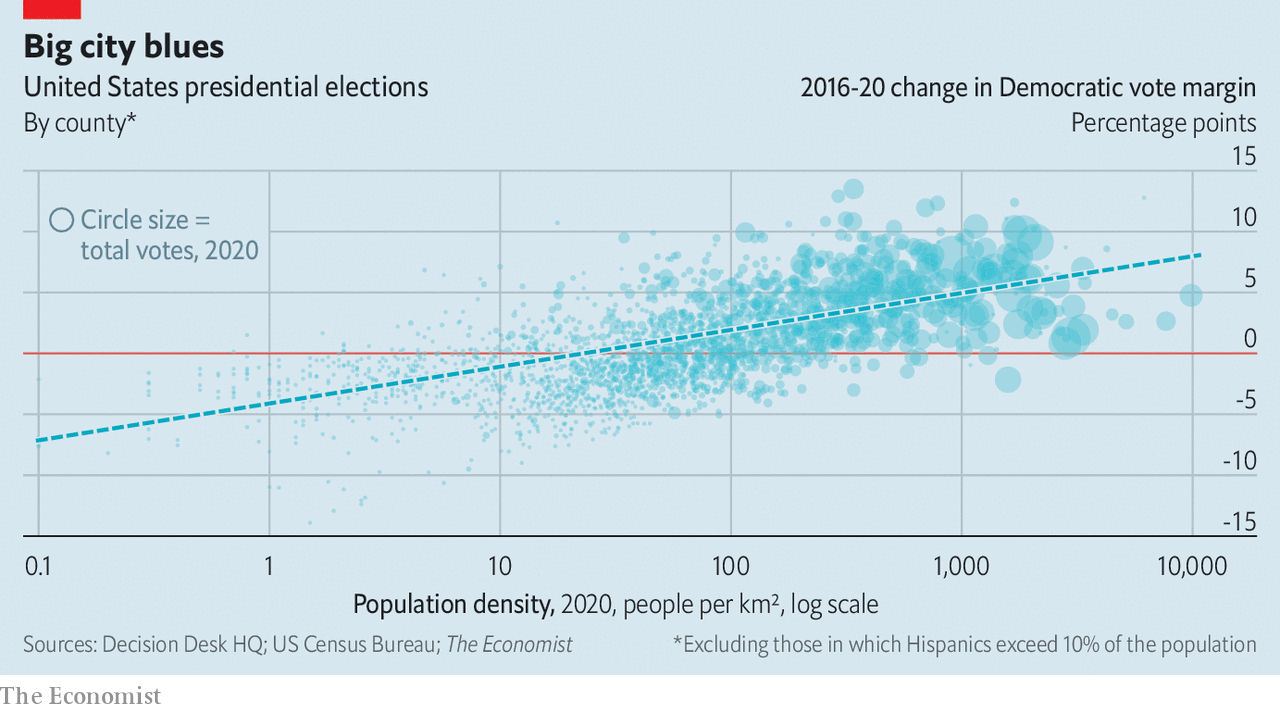 Big city blues
United States presidential elections
2016-20 change in Democratic vote margin
By county*
Percentage points
15
Circle size =
total votes, 2020
10
5
0
-5
-10
-15
0.1 1 10 100 1,000 10,000
Population density, 2020, people per km², log scale
Sources: Decision Desk HQ; US Census Bureau; The Economist
*Excluding those in which Hispanics exceed 10% of the population
The Economist